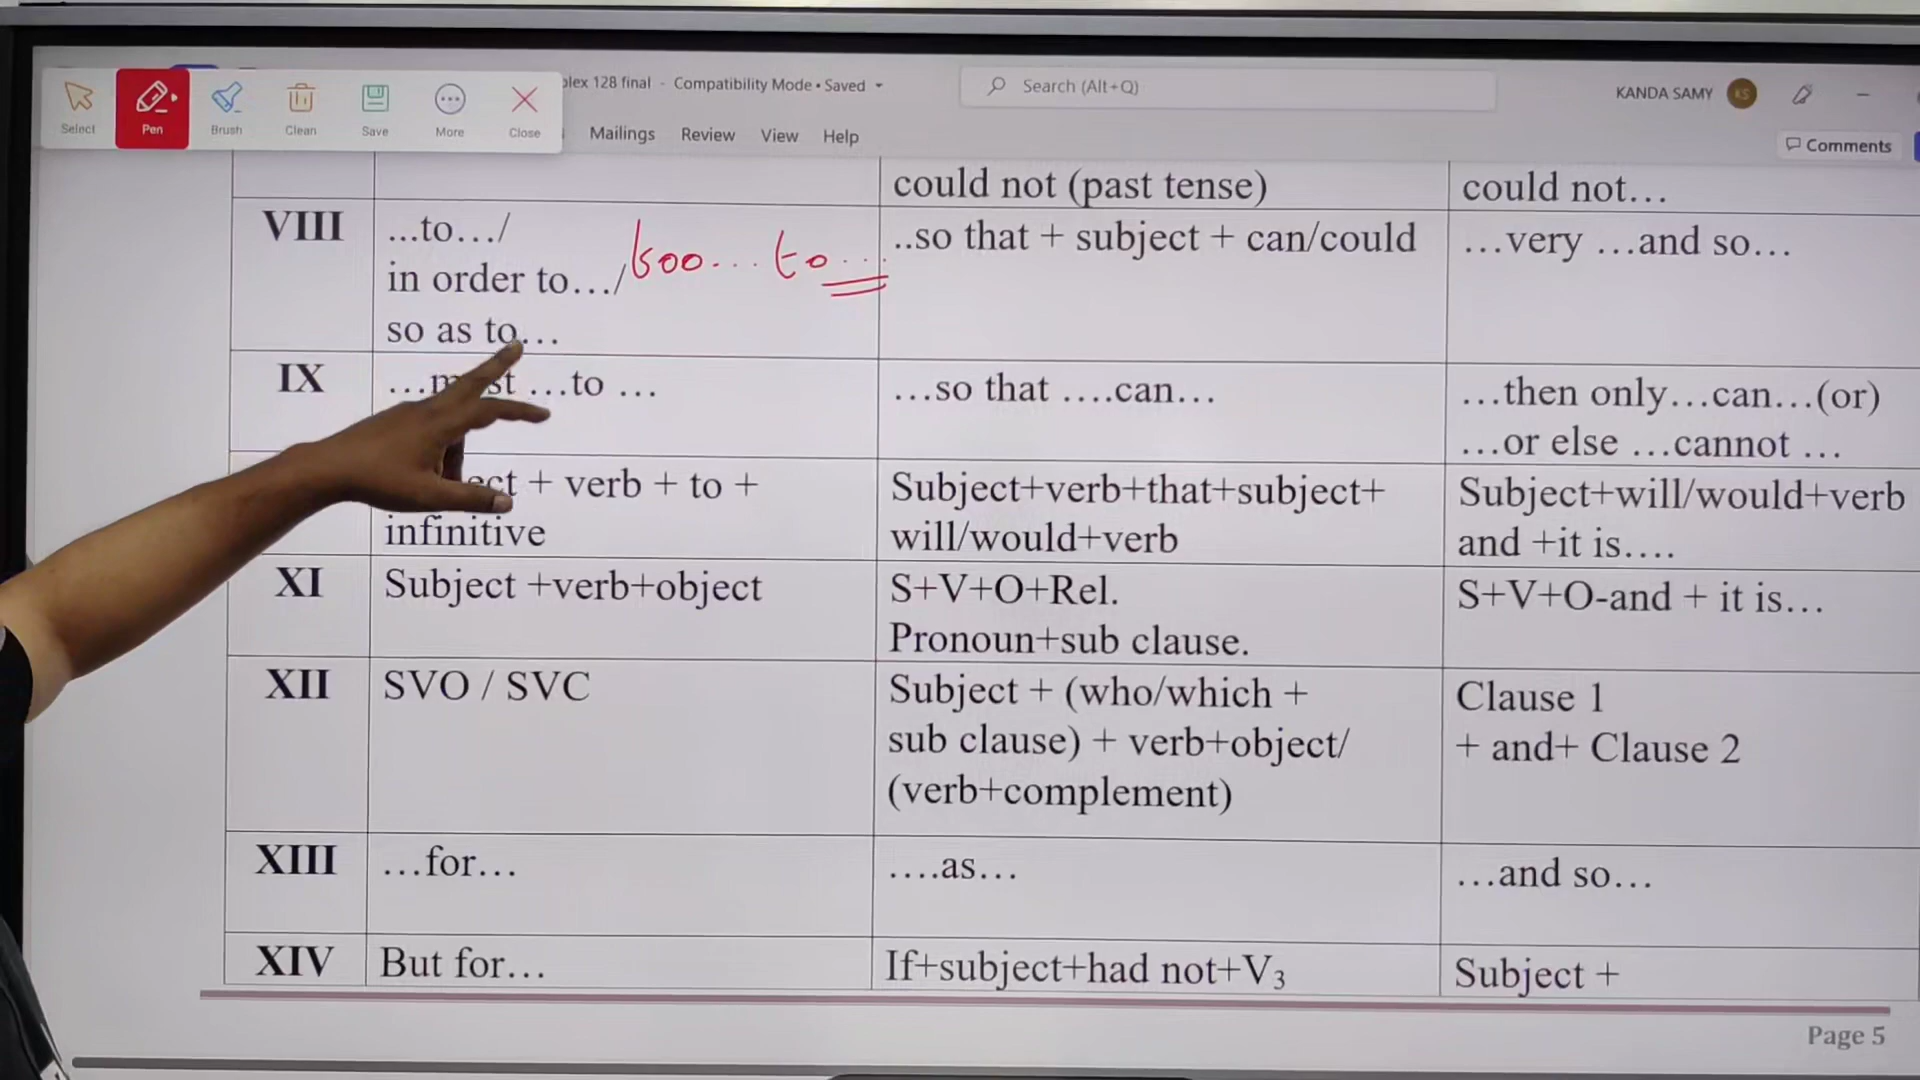 plex 128 final - Compatibility Mode • Saved
Search (Alt+Q)
KANDA SAMY
KS
Select
Pen
Brush
Clean
Save
More
Close
Mailings Review View Help
Comments
could not (past tense)
could not...
VIII
...to.../
in order to.../
so as to...
too... to...
..so that + subject + can/could
...very ...and so...
IX
...must ...to ...
...so that ....can...
...then only...can...(or)
...or else ...cannot ...
+ verb + to +
infinitive
Subject+verb+that+subject+
will/would+verb
Subject+will/would+verb
and +it is....
XI
Subject +verb+object
S+V+O+Rel.
Pronoun+sub clause.
S+V+O-and + it is...
XII
SVO / SVC
Subject + (who/which +
sub clause) + verb+object/
(verb+complement)
Clause 1
+ and+ Clause 2
XIII
...for...
....as...
...and so...
XIV
But for...
If+subject+had not+V₃
Subject +
Page 5